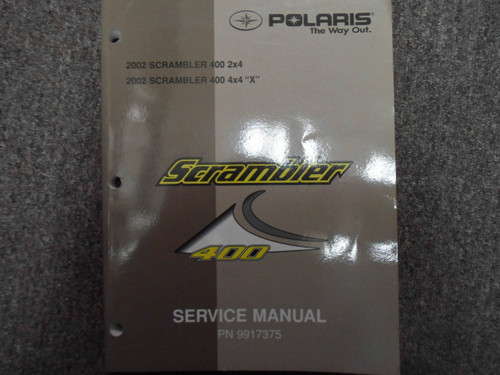 POLARIS
The Way Out.
2002 SCRAMBLER 400 2x4
2002 SCRAMBLER 400 4x4 "X"
Scrambler
400
SERVICE MANUAL
PN 9917375